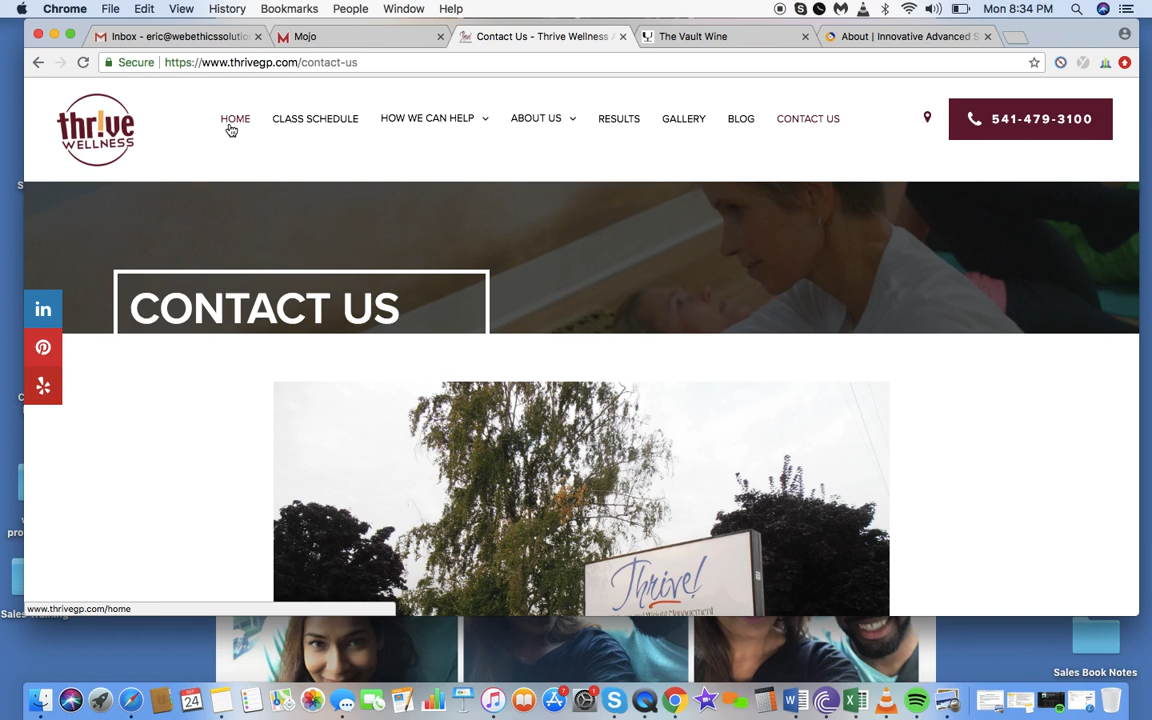 Chrome File Edit View History Bookmarks People Window Help Mon 8:34 PM
Inbox - eric@webethicssolutio Mojo Contact Us - Thrive Wellness The Vault Wine About | Innovative Advanced S
Secure https://www.thrivegp.com/contact-us
thr!ve
WELLNESS
HOME CLASS SCHEDULE HOW WE CAN HELP ABOUT US RESULTS GALLERY BLOG CONTACT US 541-479-3100
CONTACT US
in
Thrive!
www.thrivegp.com/home
Sales Book Notes
24